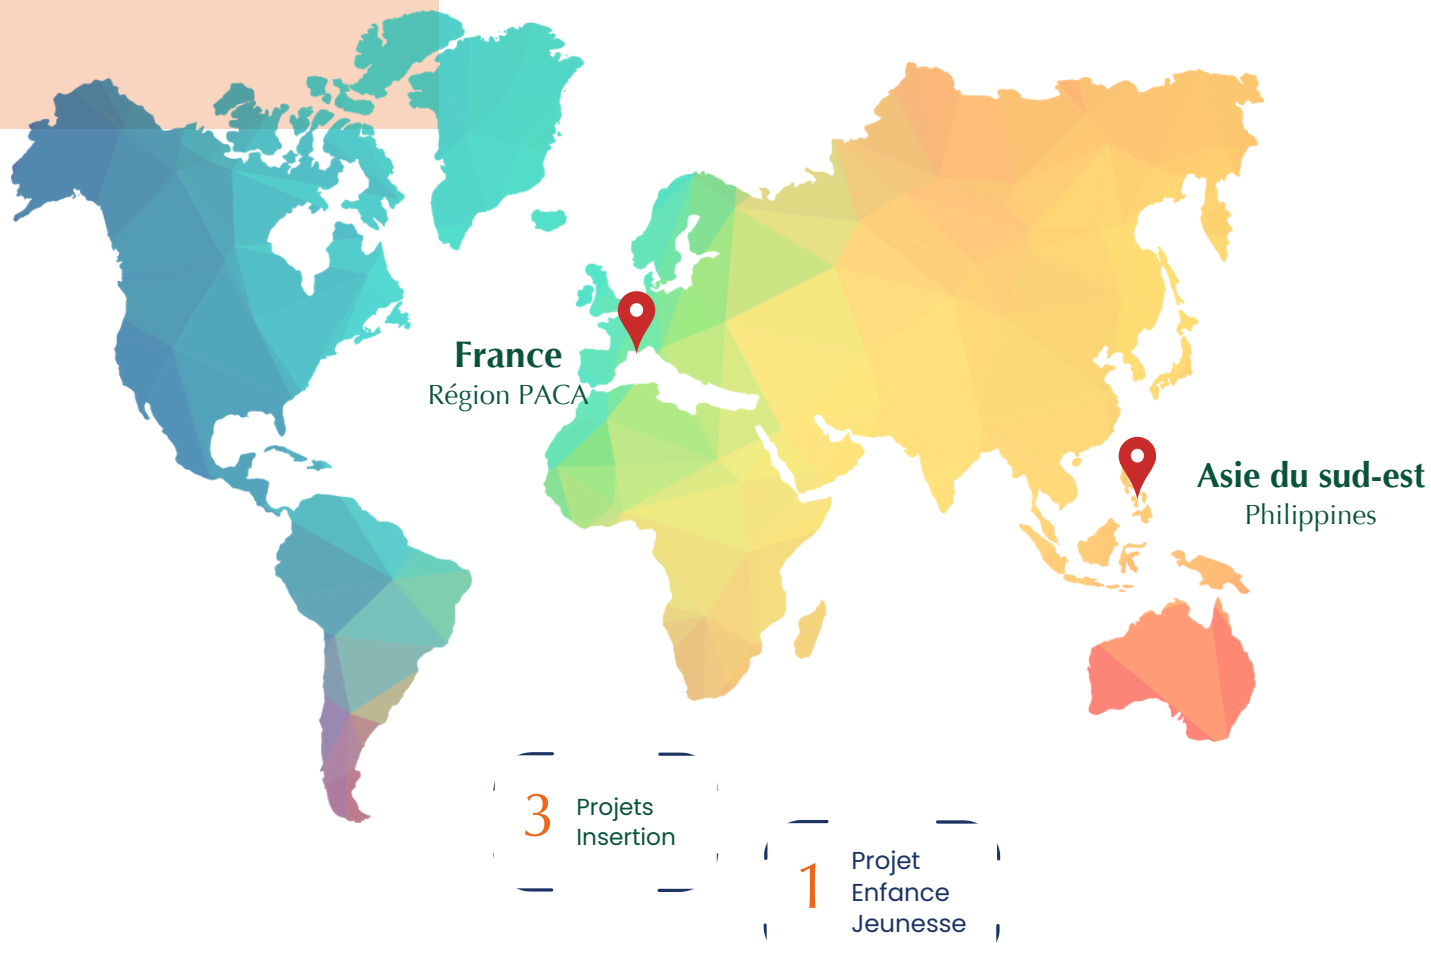 France
Région PACA
Asie du sud-est
Philippines
3
Projets
Insertion
1
Projet
Enfance
Jeunesse